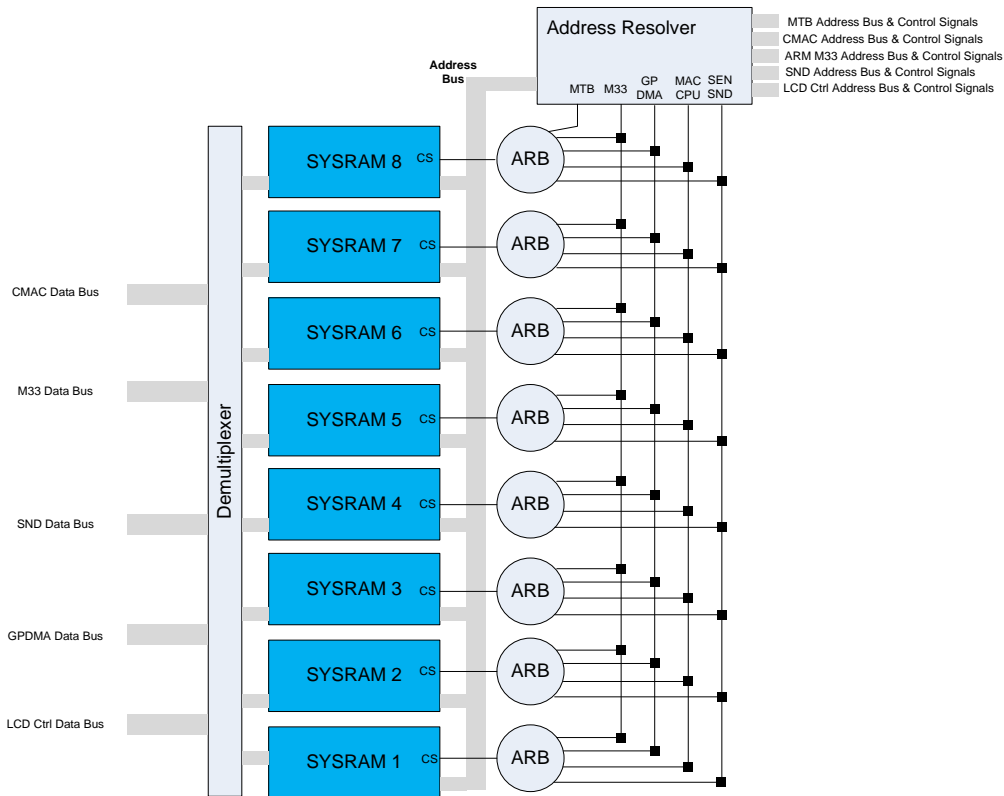 Address Resolver
MTB Address Bus & Control Signals
CMAC Address Bus & Control Signals
ARM M33 Address Bus & Control Signals
SND Address Bus & Control Signals
LCD Ctrl Address Bus & Control Signals
Address
Bus
MTB
M33
GP
DMA
MAC
CPU
SEN
SND
SYSRAM 8
CS
ARB
SYSRAM 7
CS
ARB
CMAC Data Bus
SYSRAM 6
CS
ARB
M33 Data Bus
SYSRAM 5
CS
ARB
Demultiplexer
SYSRAM 4
CS
ARB
SND Data Bus
SYSRAM 3
CS
ARB
GPDMA Data Bus
SYSRAM 2
CS
ARB
LCD Ctrl Data Bus
SYSRAM 1
CS
ARB